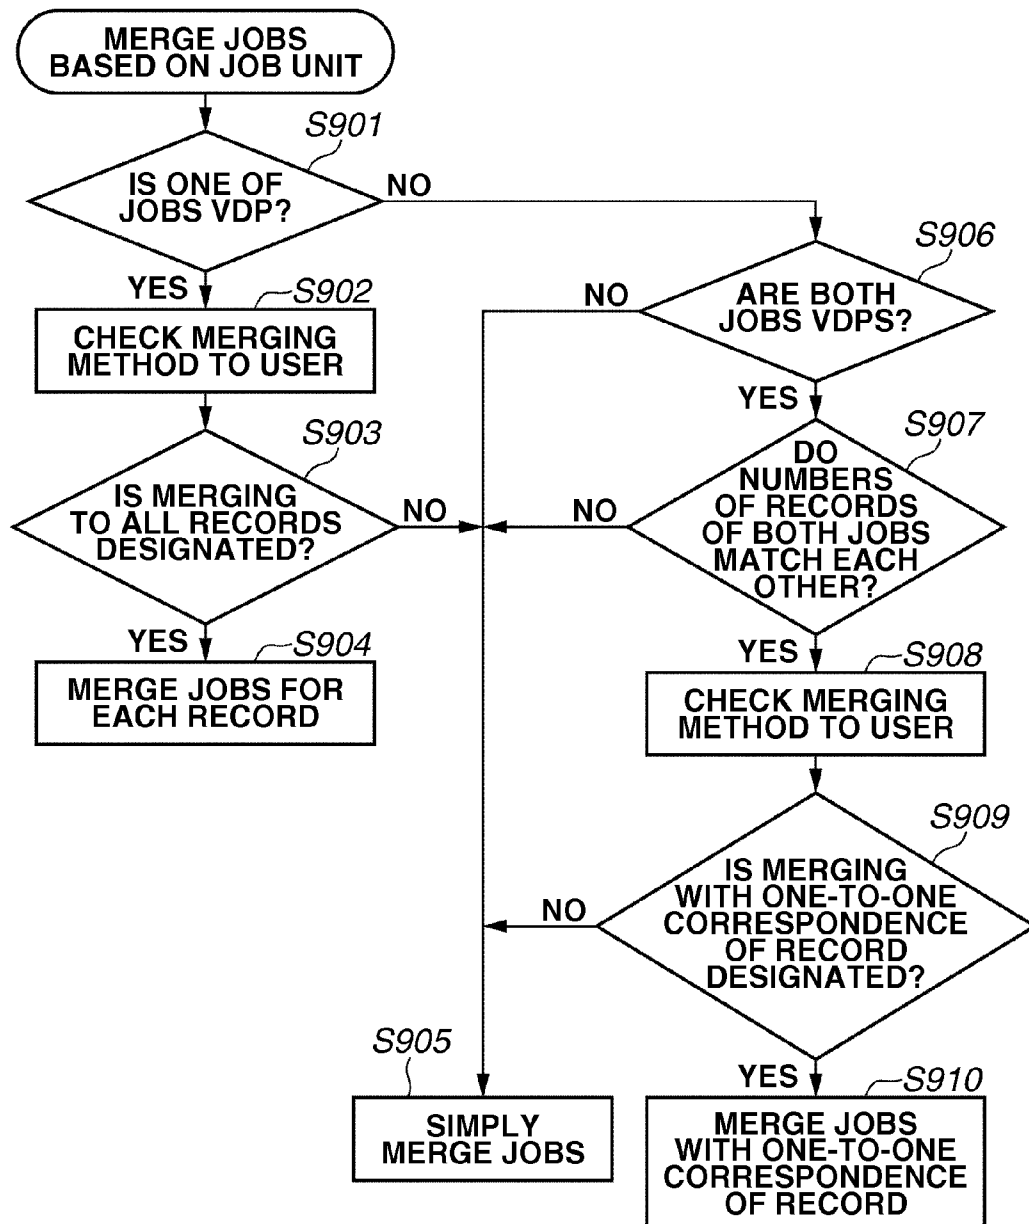 MERGE JOBS
BASED ON JOB UNIT
S901
IS ONE OF
JOBS VDP?
NO
YES
S902
CHECK MERGING
METHOD TO USER
S903
IS MERGING
TO ALL RECORDS
DESIGNATED?
NO
YES
S904
MERGE JOBS FOR
EACH RECORD
S906
ARE BOTH
JOBS VDPS?
NO
YES
S907
DO
NUMBERS
OF RECORDS
OF BOTH JOBS
MATCH EACH
OTHER?
NO
YES
S908
CHECK MERGING
METHOD TO USER
S909
IS MERGING
WITH ONE-TO-ONE
CORRESPONDENCE
OF RECORD
DESIGNATED?
NO
YES
S905
SIMPLY
MERGE JOBS
S910
MERGE JOBS
WITH ONE-TO-ONE
CORRESPONDENCE
OF RECORD